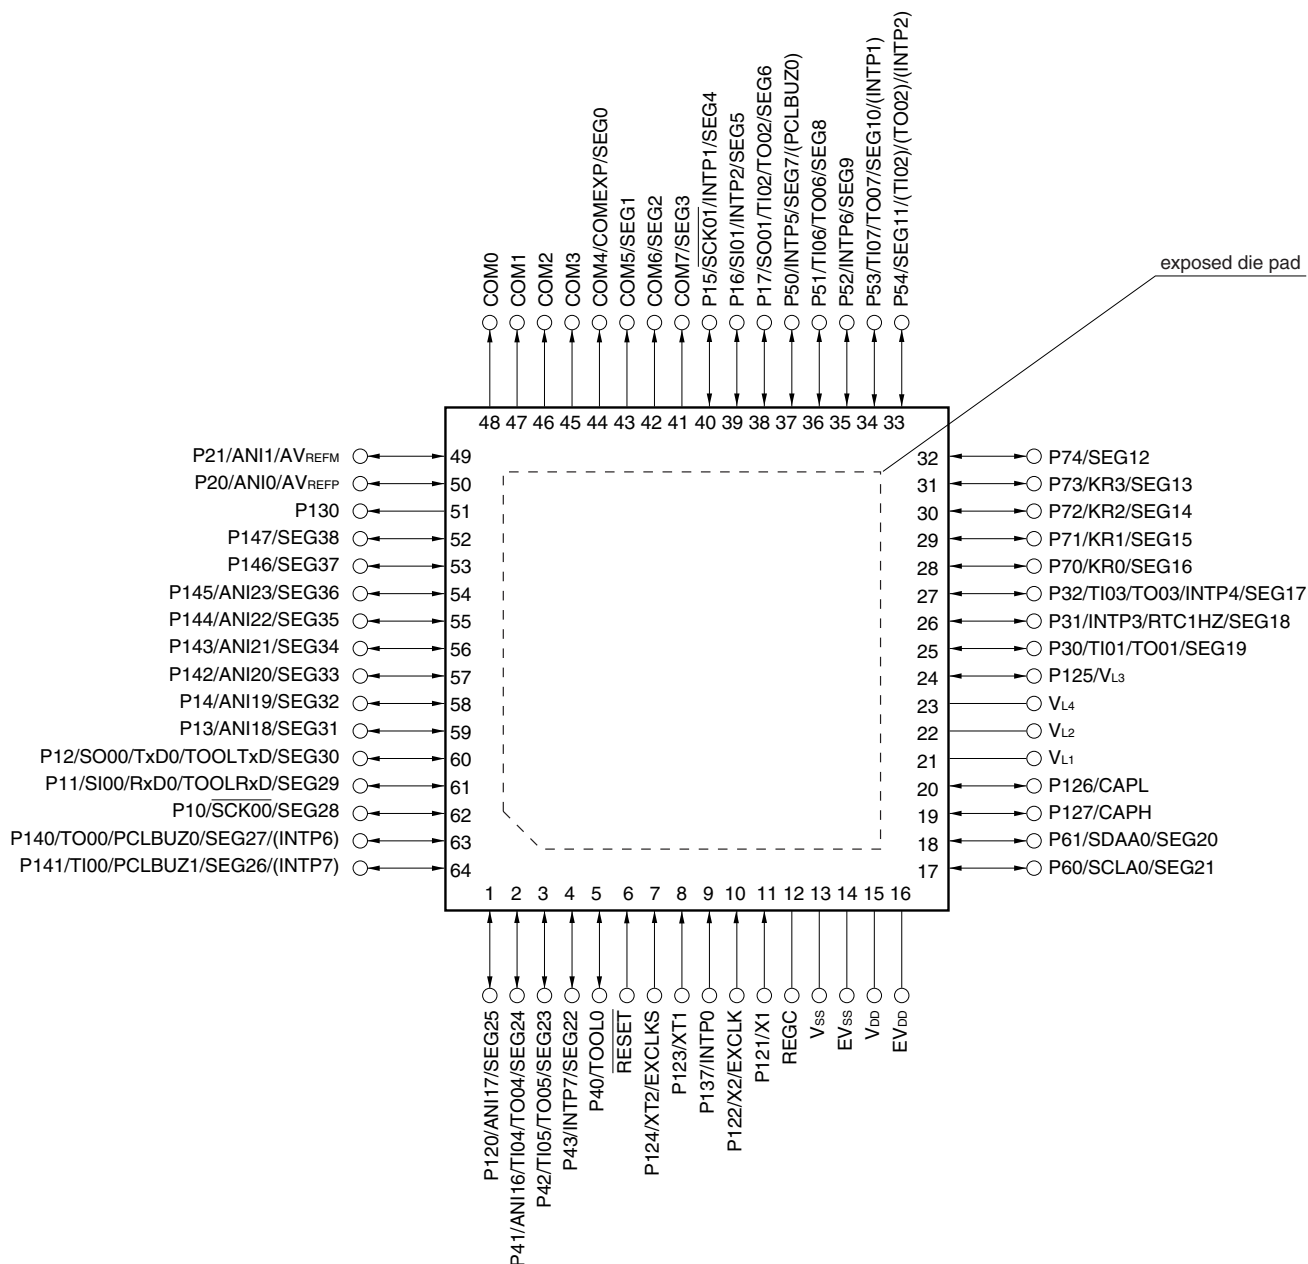 COM0
COM1
COM2
COM3
COM4/COMEXP/SEG0
COM5/SEG1
COM6/SEG2
COM7/SEG3
P15/SCK01/INTP1/SEG4
P16/SI01/INTP2/SEG5
P17/SO01/TI02/TO02/SEG6
P50/INTP5/SEG7/(PCLBUZ0)
P51/TI06/TO06/SEG8
P52/INTP6/SEG9
P53/TI07/TO07/SEG10/(INTP1)
P54/SEG11/(TI02)/(TO02)/(INTP2)
exposed die pad
48 47 46 45 44 43 42 41 40 39 38 37 36 35 34 33
P21/ANI1/AVREFM 49
P20/ANI0/AVREFP 50
P130 51
P147/SEG38 52
P146/SEG37 53
P145/ANI23/SEG36 54
P144/ANI22/SEG35 55
P143/ANI21/SEG34 56
P142/ANI20/SEG33 57
P14/ANI19/SEG32 58
P13/ANI18/SEG31 59
P12/SO00/TxD0/TOOLTxD/SEG30 60
P11/SI00/RxD0/TOOLRxD/SEG29 61
P10/SCK00/SEG28 62
P140/TO00/PCLBUZ0/SEG27/(INTP6) 63
P141/TI00/PCLBUZ1/SEG26/(INTP7) 64
32 P74/SEG12
31 P73/KR3/SEG13
30 P72/KR2/SEG14
29 P71/KR1/SEG15
28 P70/KR0/SEG16
27 P32/TI03/TO03/INTP4/SEG17
26 P31/INTP3/RTC1HZ/SEG18
25 P30/TI01/TO01/SEG19
24 P125/VL3
23 VL4
22 VL2
21 VL1
20 P126/CAPL
19 P127/CAPH
18 P61/SDAA0/SEG20
17 P60/SCLA0/SEG21
1 2 3 4 5 6 7 8 9 10 11 12 13 14 15 16
P120/ANI17/SEG25
P41/ANI16/TI04/TO04/SEG24
P42/TI05/TO05/SEG23
P43/INTP7/SEG22
P40/TOOL0
RESET
P124/XT2/EXCLKS
P123/XT1
P137/INTP0
P122/X2/EXCLK
P121/X1
REGC
VSS
EVSS
VDD
EVDD